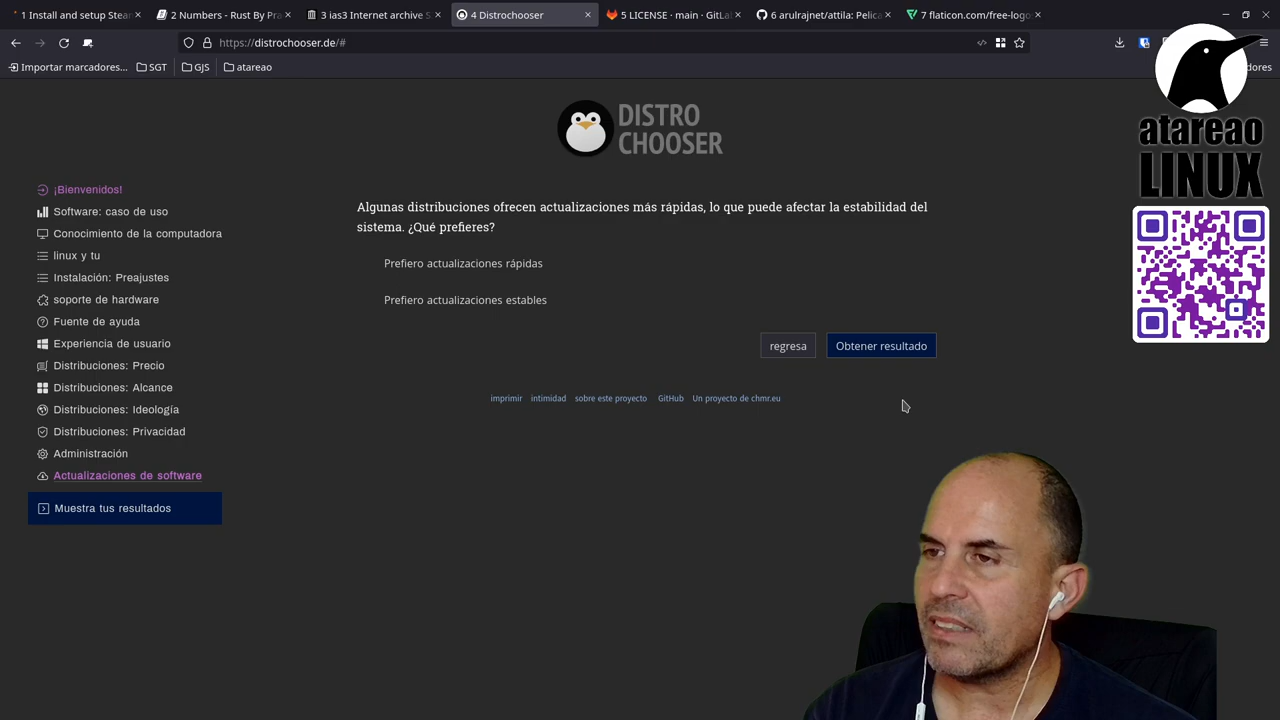 1 Install and setup Stear
2 Numbers - Rust By Pra
3 ias3 Internet archive S
4 Distrochooser
5 LICENSE · main · GitLab
6 arulrajnet/attila: Pelica
7 flaticon.com/free-logo
https://distrochooser.de/#
Importar marcadores...
SGT
GJS
atareao
dores
DISTRO
CHOOSER
atareao
LINUX
¡Bienvenidos!
Software: caso de uso
Conocimiento de la computadora
linux y tu
Instalación: Preajustes
soporte de hardware
Fuente de ayuda
Experiencia de usuario
Distribuciones: Precio
Distribuciones: Alcance
Distribuciones: Ideología
Distribuciones: Privacidad
Administración
Actualizaciones de software
Muestra tus resultados
Algunas distribuciones ofrecen actualizaciones más rápidas, lo que puede afectar la estabilidad del
sistema. ¿Qué prefieres?
Prefiero actualizaciones rápidas
Prefiero actualizaciones estables
regresa
Obtener resultado
imprimir
intimidad
sobre este proyecto
GitHub
Un proyecto de chmr.eu